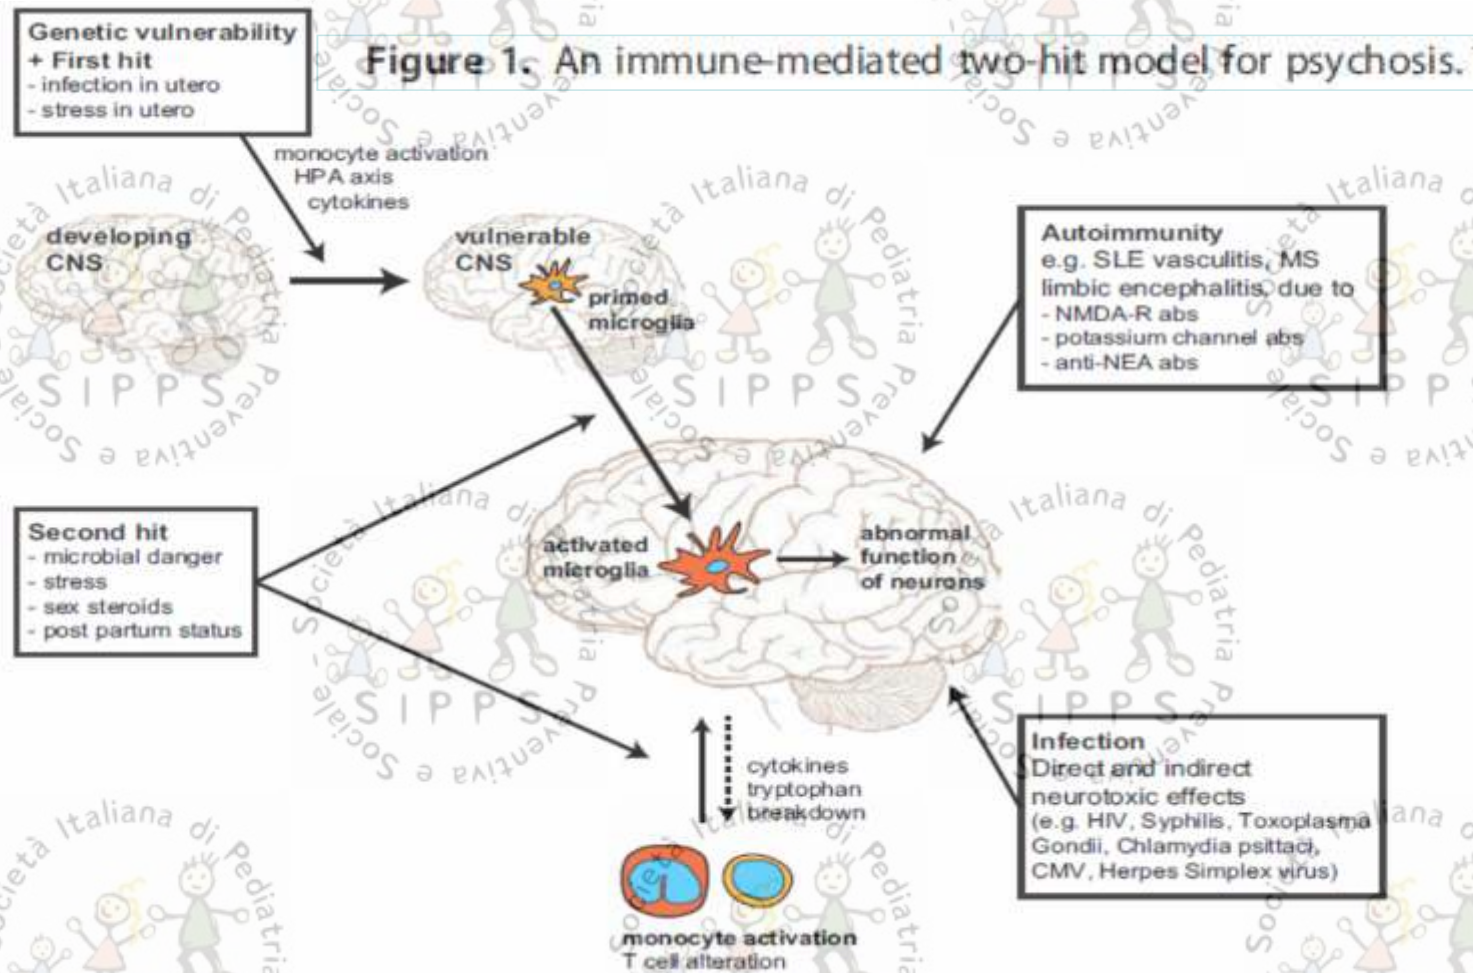 Genetic vulnerability
+ First hit
- infection in utero
- stress in utero
Figure 1. An immune-mediated two-hit model for psychosis.
monocyte activation
HPA axis
cytokines
developing
CNS
vulnerable
CNS
primed
microglia
Autoimmunity
e.g. SLE vasculitis, MS
limbic encephalitis, due to
- NMDA-R abs
- potassium channel abs
- anti-NEA abs
Second hit
- microbial danger
- stress
- sex steroids
- post partum status
activated
microglia
abnormal
function
of neurons
cytokines
tryptophan
breakdown
Infection
Direct and indirect
neurotoxic effects
(e.g. HIV, Syphilis, Toxoplasma
Gondii, Chlamydia psittaci,
CMV, Herpes Simplex virus)
monocyte activation
T cell alteration
Società Italiana di Pediatria Preventiva e Sociale
SIPPS